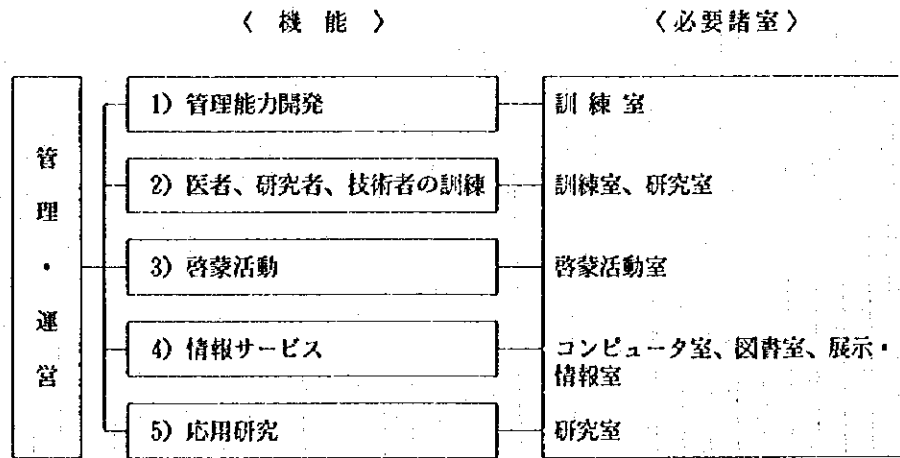 〈 機 能 〉 〈必要諸室〉
管理・運営
1) 管理能力開発 訓 練 室
2) 医者、研究者、技術者の訓練 訓練室、研究室
3) 啓蒙活動 啓蒙活動室
4) 情報サービス コンピュータ室、図書室、展示・
情報室
5) 応用研究 研究室